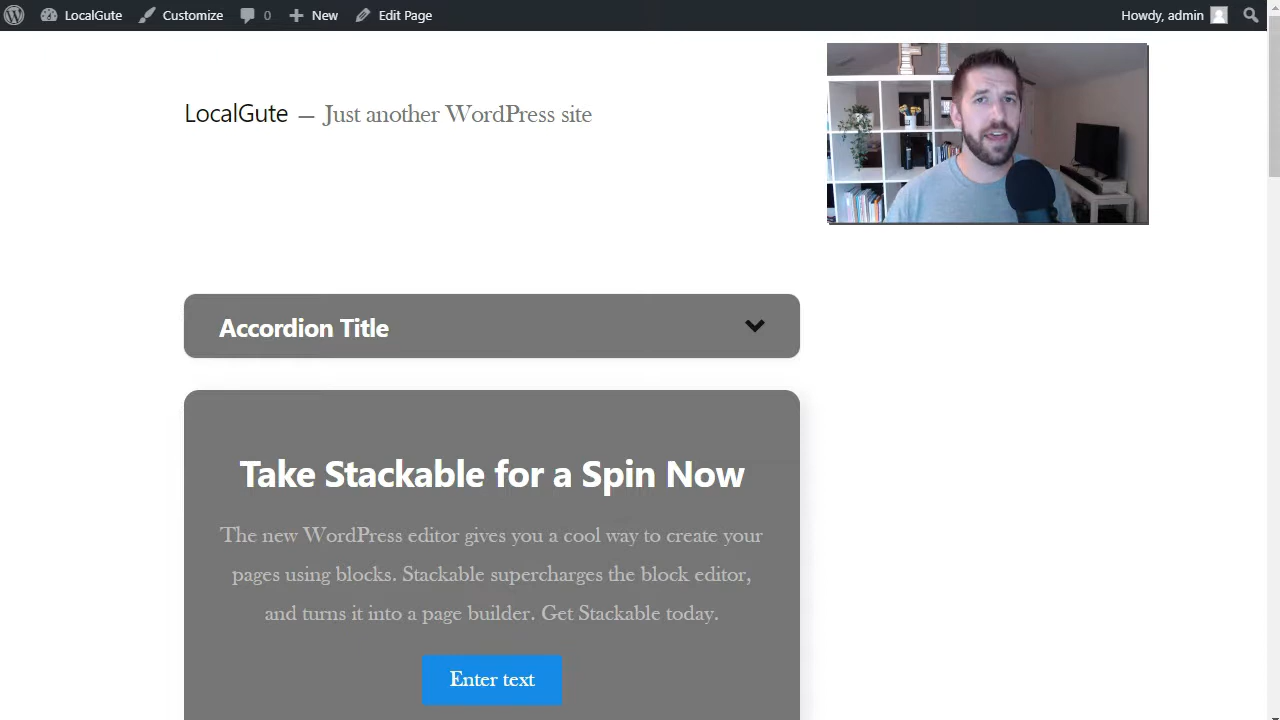 LocalGute
Customize
0
New
Edit Page
Howdy, admin
LocalGute — Just another WordPress site
Accordion Title
Take Stackable for a Spin Now
The new WordPress editor gives you a cool way to create your
pages using blocks. Stackable supercharges the block editor,
and turns it into a page builder. Get Stackable today.
Enter text